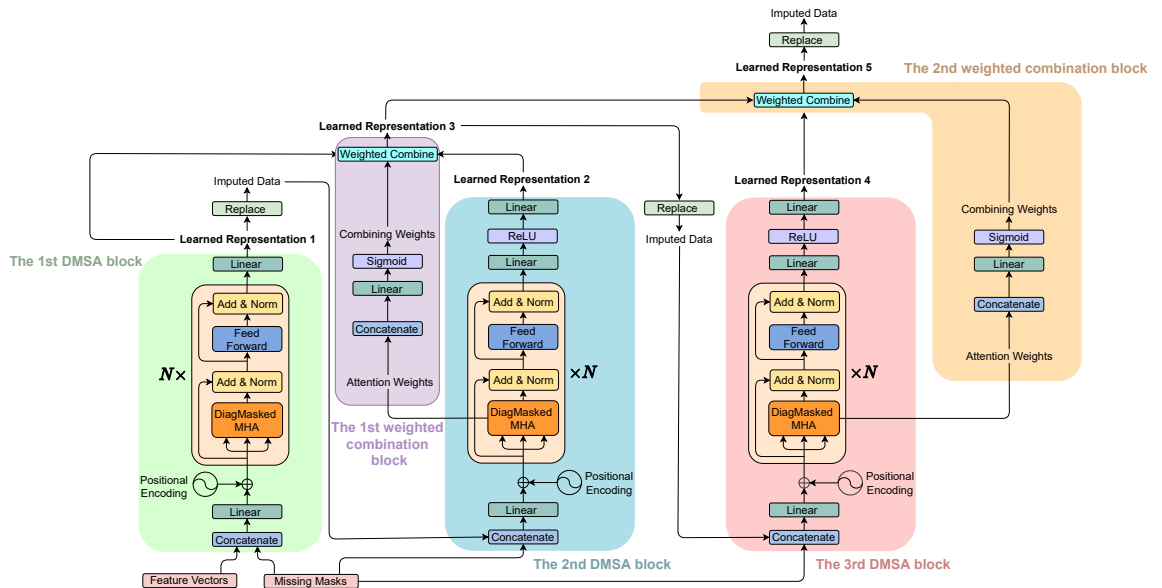 Imputed Data
Replace
Learned Representation 5
The 2nd weighted combination block
Weighted Combine
Learned Representation 3
Weighted Combine
Imputed Data
Learned Representation 2
Learned Representation 4
Replace
Linear
Replace
Linear
Combining Weights
Learned Representation 1
Combining Weights
ReLU
Imputed Data
ReLU
Sigmoid
The 1st DMSA block
Linear
Sigmoid
Linear
Linear
Linear
Linear
Add & Norm
Add & Norm
Add & Norm
Concatenate
Feed
Forward
Concatenate
Feed
Forward
Feed
Forward
Attention Weights
N×
Add & Norm
Attention Weights
Add & Norm
×N
Add & Norm
×N
DiagMasked
MHA
DiagMasked
MHA
DiagMasked
MHA
The 1st weighted
combination
block
Positional
Encoding
Positional
Encoding
Positional
Encoding
Linear
Linear
Linear
Concatenate
Concatenate
Concatenate
The 2nd DMSA block
The 3rd DMSA block
Feature Vectors
Missing Masks